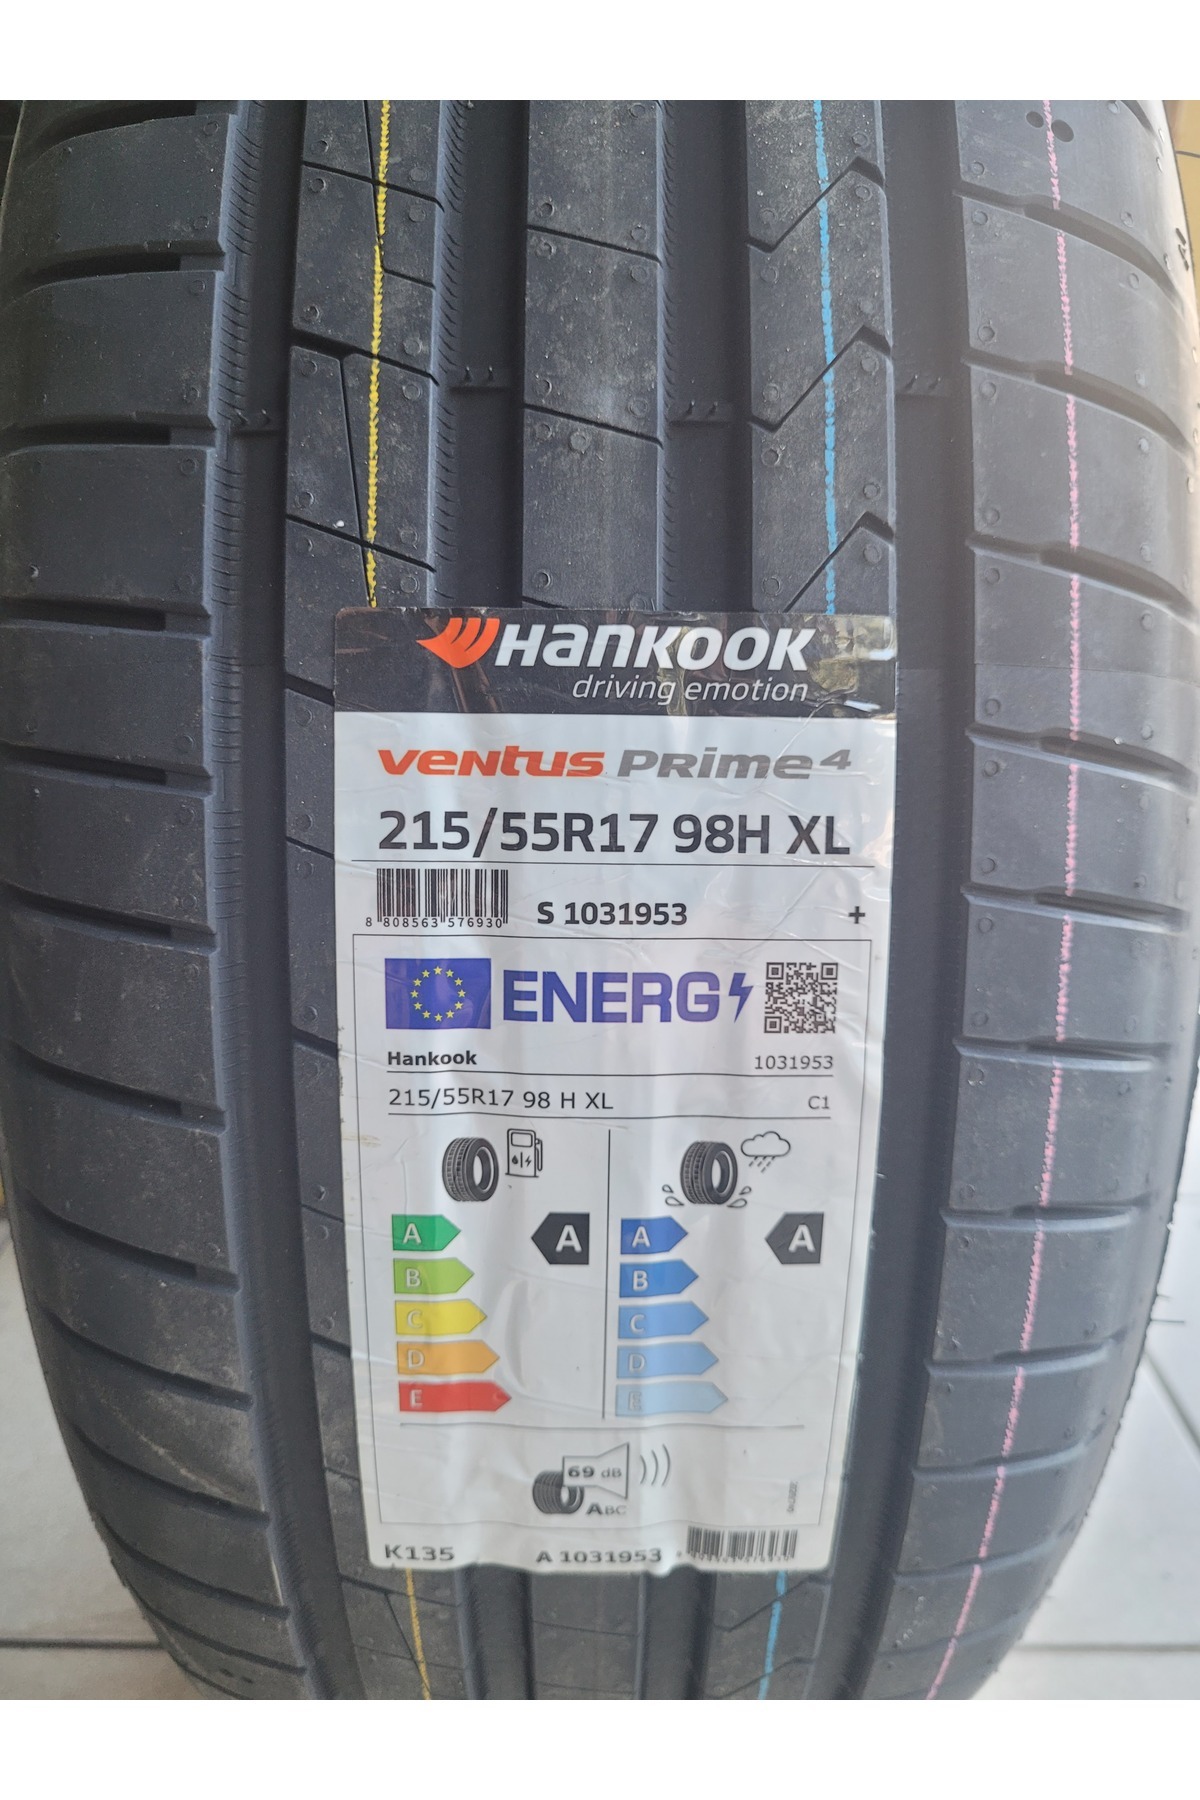 Hankook
driving emotion
ventus Prime4
215/55R17 98H XL
8 808563 576930
S 1031953 +
ENERG
Hankook 1031953
215/55R17 98 H XL C1
A A
B
C
D
E
A A
B
C
D
E
69 dB
ABC
K135 A 1031953